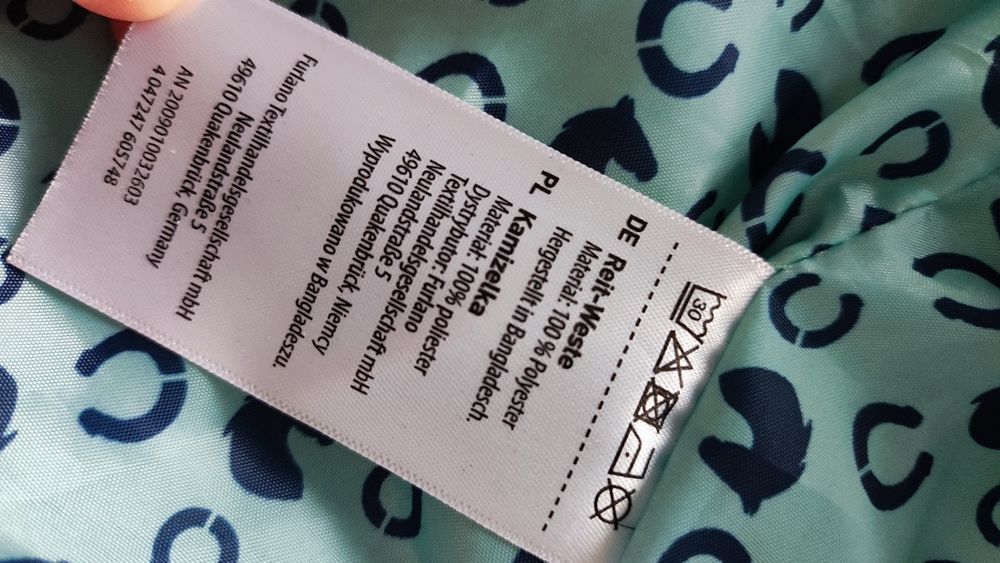 30
DE Reit-Weste
Material: 100 % Polyester
Hergestellt in Bangladesch.
PL Kamizelka
Materiał: 100% poliester
Dystrybutor: Furlano
Textilhandelsgesellschaft mbH
Neulandstraße 5
49610 Quakenbrück, Niemcy
Wyprodukowano w Bangladeszu.
Furlano Textilhandelsgesellschaft mbH
Neulandstraße 5
49610 Quakenbrück, Germany
AN 2009010032603
4 047247 605748